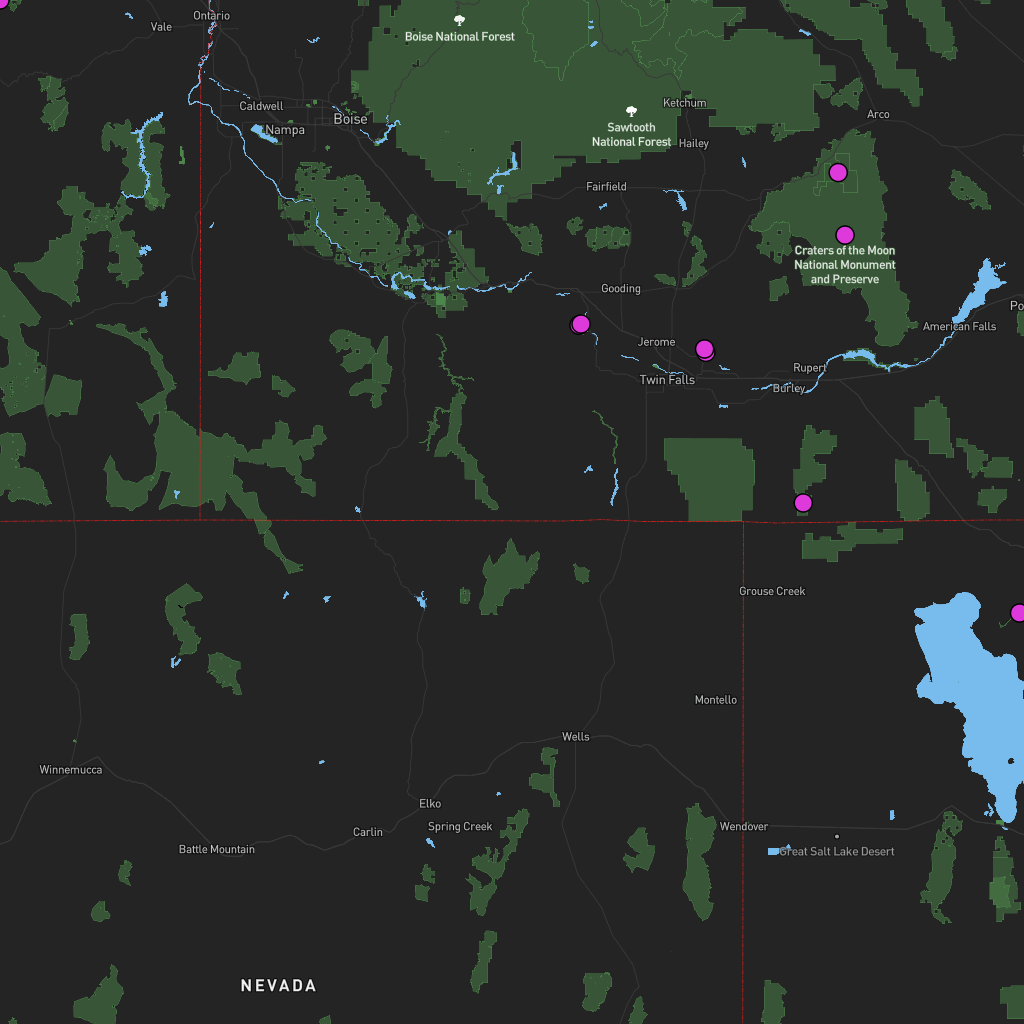 Ontario
Vale
Boise National Forest
Caldwell
Ketchum
Arco
Nampa
Boise
Sawtooth
National Forest
Hailey
Fairfield
Craters of the Moon
National Monument
and Preserve
Gooding
American Falls
Jerome
Rupert
Twin Falls
Burley
Grouse Creek
Montello
Wells
Winnemucca
Elko
Spring Creek
Carlin
Wendover
Battle Mountain
Great Salt Lake Desert
NEVADA